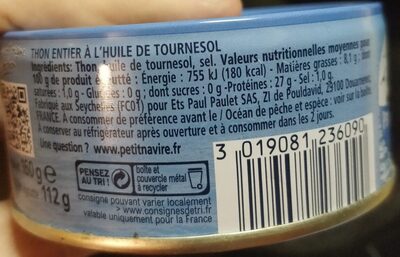 THON ENTIER À L'HUILE DE TOURNESOL
Ingrédients: Thon, huile de tournesol, sel. Valeurs nutritionnelles moyennes pour
100 g de produit égoutté : Énergie : 755 kJ (180 kcal) - Matières grasses : 8,1 g; dont
saturées : 1,0 g - Glucides : 0 g; dont sucres : 0 g -Protéines : 27 g - Sel : 1,0 g.
Fabriqué aux Seychelles (FC01) pour Ets Paul Paulet SAS, ZI de Pouldavid, 29100 Douarnenez,
FRANCE. À consommer de préférence avant le / Océan de pêche et espèce : voir sur la boîte.
À conserver au réfrigérateur après ouverture et à consommer dans les 2 jours.
Une question ? www.petitnavire.fr
PENSEZ
AU TRI !
boîte et
couvercle métal
à recycler
consigne pouvant varier localement
> www.consignesdetri.fr
valable uniquement pour la France
160 g e
112 g
3 019081 236090